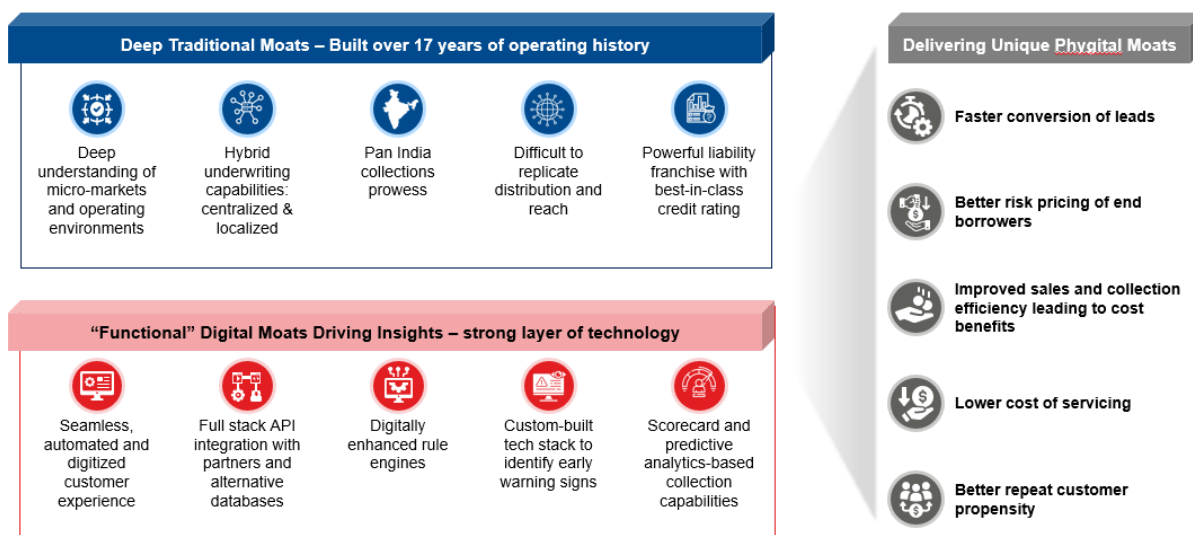 Deep Traditional Moats – Built over 17 years of operating history
Deep
understanding of
micro-markets
and operating
environments
Hybrid
underwriting
capabilities:
centralized &
localized
Pan India
collections
prowess
Difficult to
replicate
distribution and
reach
Powerful liability
franchise with
best-in-class
credit rating
“Functional” Digital Moats Driving Insights – strong layer of technology
Seamless,
automated and
digitized
customer
experience
Full stack API
integration with
partners and
alternative
databases
Digitally
enhanced rule
engines
Custom-built
tech stack to
identify early
warning signs
Scorecard and
predictive
analytics-based
collection
capabilities
Delivering Unique Phygital Moats
Faster conversion of leads
Better risk pricing of end
borrowers
Improved sales and collection
efficiency leading to cost
benefits
Lower cost of servicing
Better repeat customer
propensity